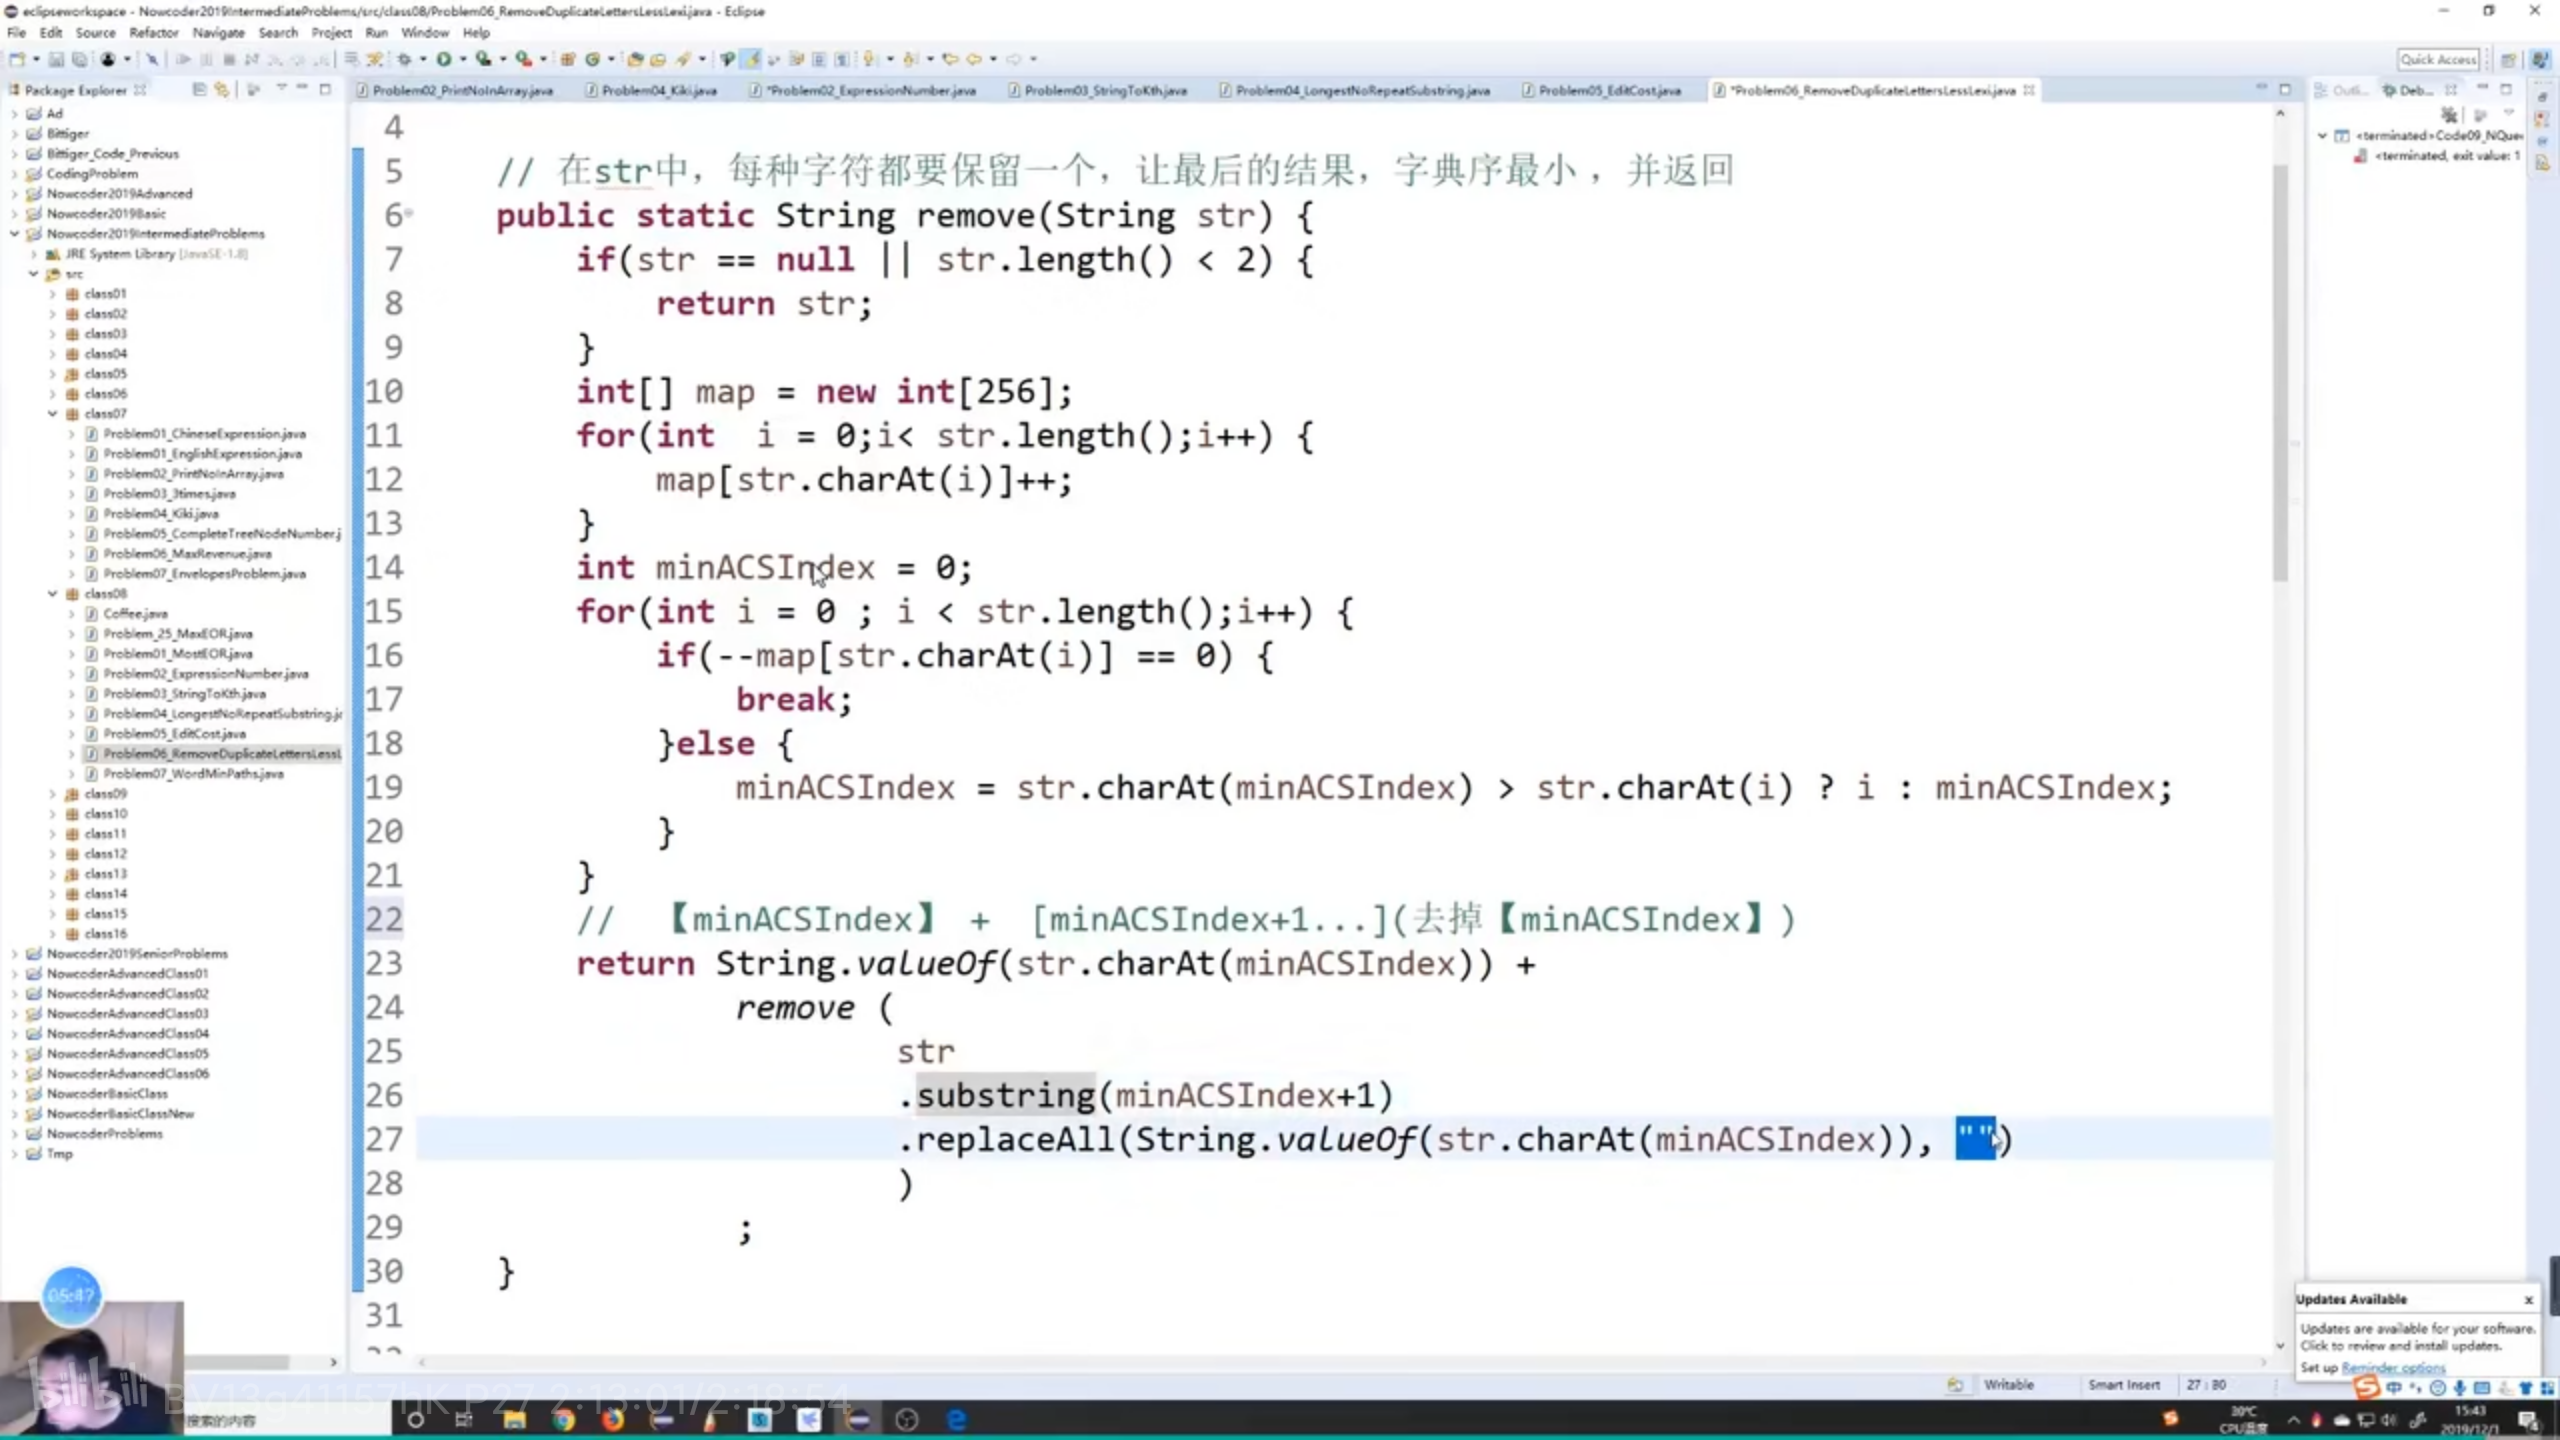 eclipseworkspace - Nowcoder2019IntermediateProblems/src/class08/Problem06_RemoveDuplicateLettersLessLexi.java - Eclipse
File Edit Source Refactor Navigate Search Project Run Window Help
Quick Access
Package Explorer
Problem02_PrintNoInArray.java
Problem04_Kiki.java
*Problem02_ExpressionNumber.java
Problem03_StringToKth.java
Problem04_LongestNoRepeatSubstring.java
Problem05_EditCost.java
*Problem06_RemoveDuplicateLettersLessLexi.java
Outli...
Deb...
Ad
Bittiger
Bittiger_Code_Previous
CodingProblem
Nowcoder2019Advanced
Nowcoder2019Basic
Nowcoder2019IntermediateProblems
JRE System Library [JavaSE-1.8]
src
class01
class02
class03
class04
class05
class06
class07
Problem01_ChineseExpression.java
Problem01_EnglishExpression.java
Problem02_PrintNoInArray.java
Problem03_3times.java
Problem04_Kiki.java
Problem05_CompleteTreeNodeNumber.j
Problem06_MaxRevenue.java
Problem07_EnvelopesProblem.java
class08
Coffee.java
Problem_25_MaxEOR.java
Problem01_MostEOR.java
Problem02_ExpressionNumber.java
Problem03_StringToKth.java
Problem04_LongestNoRepeatSubstring.ja
Problem05_EditCost.java
Problem06_RemoveDuplicateLettersLessL
Problem07_WordMinPaths.java
class09
class10
class11
class12
class13
class14
class15
class16
Nowcoder2019SeniorProblems
NowcoderAdvancedClass01
NowcoderAdvancedClass02
NowcoderAdvancedClass03
NowcoderAdvancedClass04
NowcoderAdvancedClass05
NowcoderAdvancedClass06
NowcoderBasicClass
NowcoderBasicClassNew
NowcoderProblems
Tmp
4
5 // 在str中，每种字符都要保留一个，让最后的结果，字典序最小 ，并返回
6 public static String remove(String str) {
7 if(str == null || str.length() < 2) {
8 return str;
9 }
10 int[] map = new int[256];
11 for(int  i = 0;i< str.length();i++) {
12 map[str.charAt(i)]++;
13 }
14 int minACSIndex = 0;
15 for(int i = 0 ; i < str.length();i++) {
16 if(--map[str.charAt(i)] == 0) {
17 break;
18 }else {
19 minACSIndex = str.charAt(minACSIndex) > str.charAt(i) ? i : minACSIndex;
20 }
21 }
22 //  【minACSIndex】 +  [minACSIndex+1...](去掉【minACSIndex】)
23 return String.valueOf(str.charAt(minACSIndex)) +
24 remove (
25 str
26 .substring(minACSIndex+1)
27 .replaceAll(String.valueOf(str.charAt(minACSIndex)), "")
28 )
29 ;
30 }
31
<terminated>Code09_NQue
<terminated, exit value: 1
Updates Available x
Updates are available for your software.
Click to review and install updates.
Set up Reminder options
Writable
Smart Insert
27 : 80
05:47
BV13g41157hK P27 2:13:01/2:18:54
搜索的内容
中
30℃
CPU温度
15:43
2019/12/1